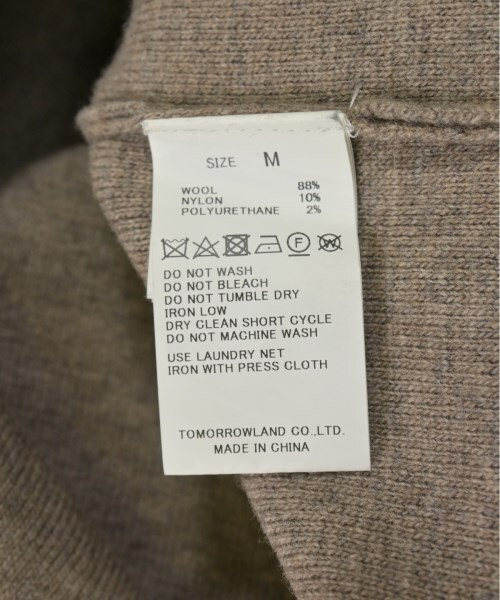 SIZE M
WOOL 88%
NYLON 10%
POLYURETHANE 2%
DO NOT WASH
DO NOT BLEACH
DO NOT TUMBLE DRY
IRON LOW
DRY CLEAN SHORT CYCLE
DO NOT MACHINE WASH
USE LAUNDRY NET
IRON WITH PRESS CLOTH
TOMORROWLAND CO.,LTD.
MADE IN CHINA